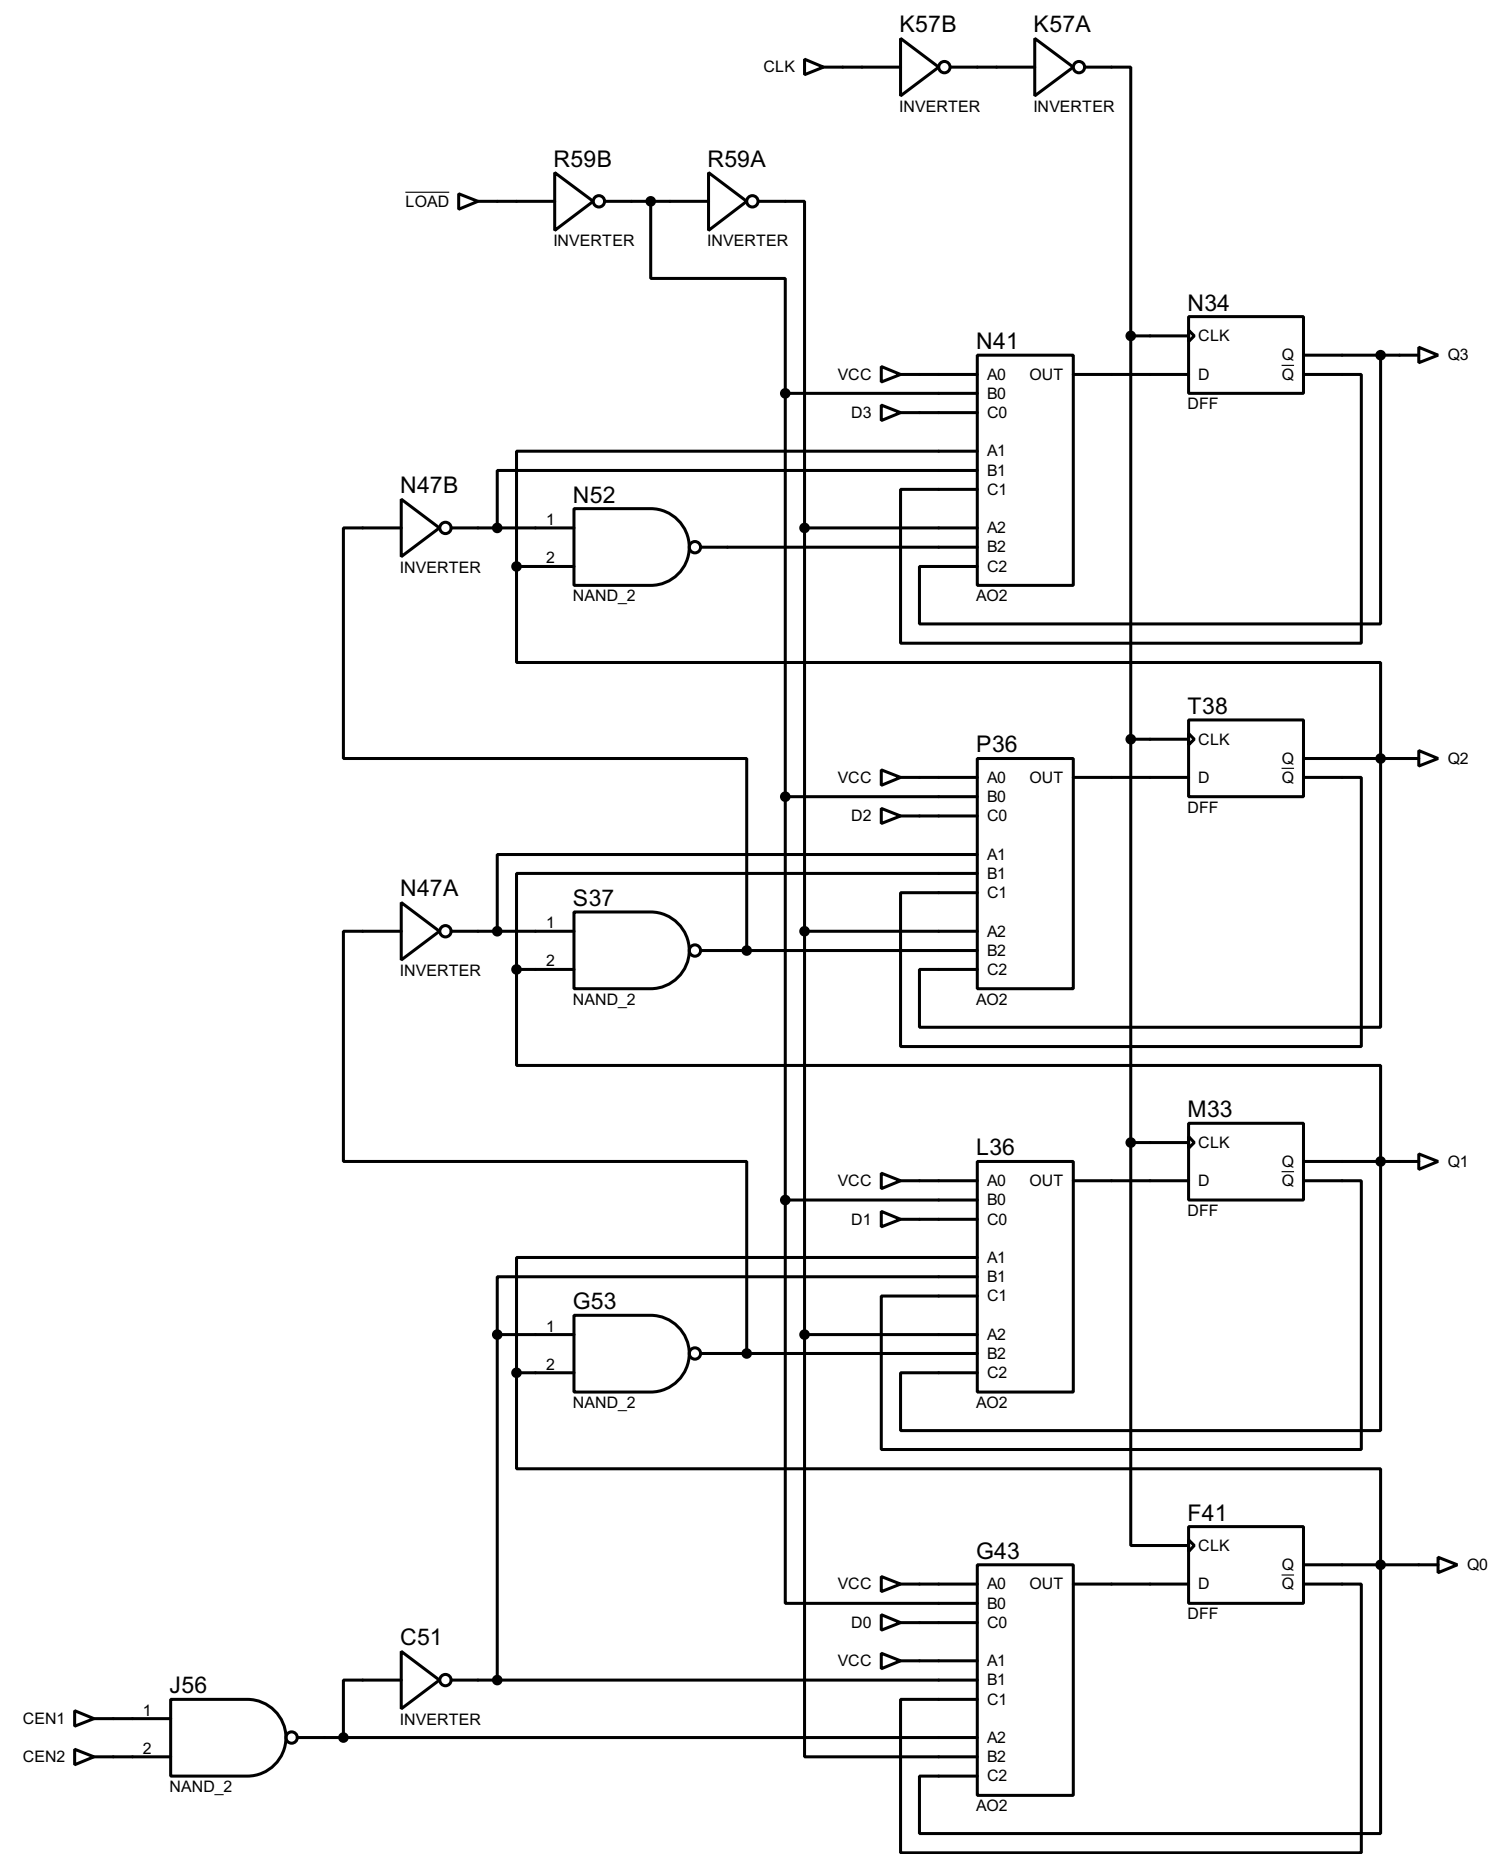 K57B K57A
CLK
INVERTER INVERTER
R59B R59A
LOAD
INVERTER INVERTER
N34
CLK
Q Q3
Q
D
DFF
N41
VCC A0 OUT
B0
D3 C0
A1
B1
C1
A2
B2
C2
AO2
N47B
INVERTER
N52
1
2
NAND_2
T38
CLK
Q Q2
Q
D
DFF
P36
VCC A0 OUT
B0
D2 C0
A1
B1
C1
A2
B2
C2
AO2
N47A
INVERTER
S37
1
2
NAND_2
M33
CLK
Q Q1
Q
D
DFF
L36
VCC A0 OUT
B0
D1 C0
A1
B1
C1
A2
B2
C2
AO2
G53
1
2
NAND_2
F41
CLK
Q Q0
Q
D
DFF
G43
VCC A0 OUT
B0
D0 C0
VCC A1
B1
C1
A2
B2
C2
AO2
C51
INVERTER
J56
CEN1 1
CEN2 2
NAND_2